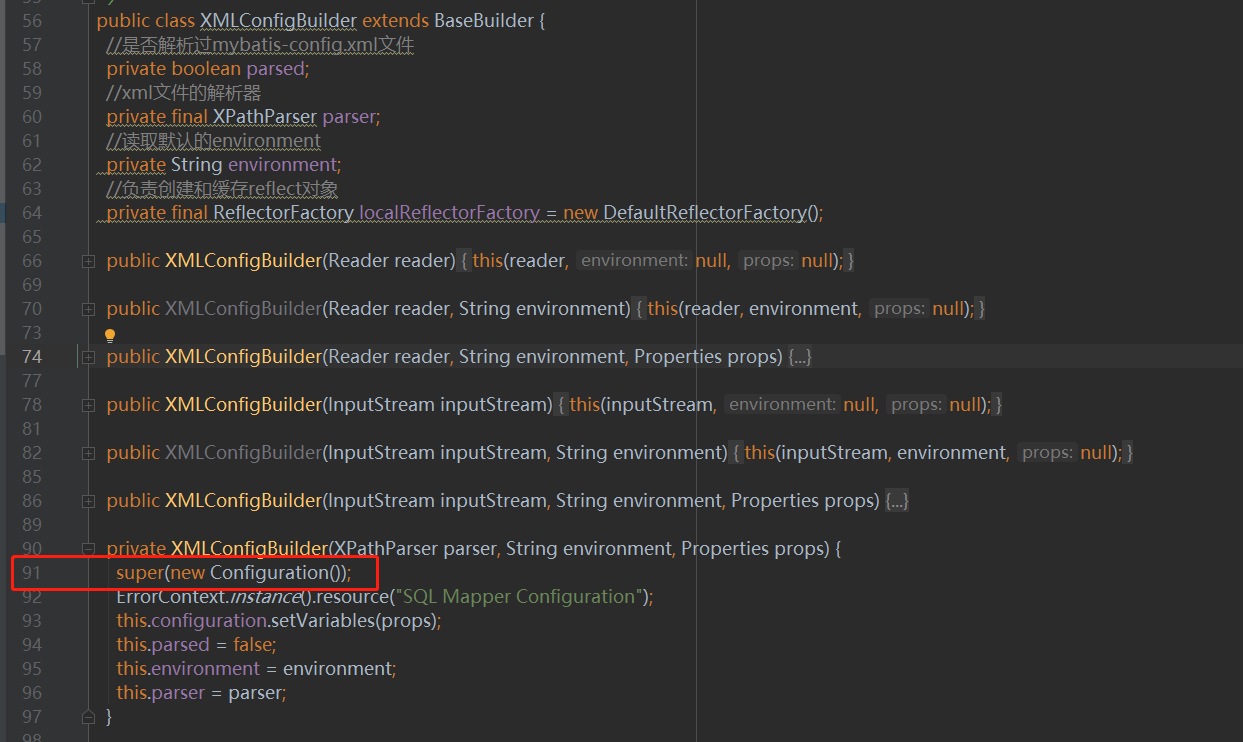 56 public class XMLConfigBuilder extends BaseBuilder {
57 //是否解析过mybatis-config.xml文件
58 private boolean parsed;
59 //xml文件的解析器
60 private final XPathParser parser;
61 //读取默认的environment
62 private String environment;
63 //负责创建和缓存reflect对象
64 private final ReflectorFactory localReflectorFactory = new DefaultReflectorFactory();
65
66 public XMLConfigBuilder(Reader reader) { this(reader, environment: null, props: null); }
69
70 public XMLConfigBuilder(Reader reader, String environment) { this(reader, environment, props: null); }
73
74 public XMLConfigBuilder(Reader reader, String environment, Properties props) {...}
77
78 public XMLConfigBuilder(InputStream inputStream) { this(inputStream, environment: null, props: null); }
81
82 public XMLConfigBuilder(InputStream inputStream, String environment) { this(inputStream, environment, props: null); }
85
86 public XMLConfigBuilder(InputStream inputStream, String environment, Properties props) {...}
89
90 private XMLConfigBuilder(XPathParser parser, String environment, Properties props) {
91 super(new Configuration());
92 ErrorContext.instance().resource("SQL Mapper Configuration");
93 this.configuration.setVariables(props);
94 this.parsed = false;
95 this.environment = environment;
96 this.parser = parser;
97 }
98